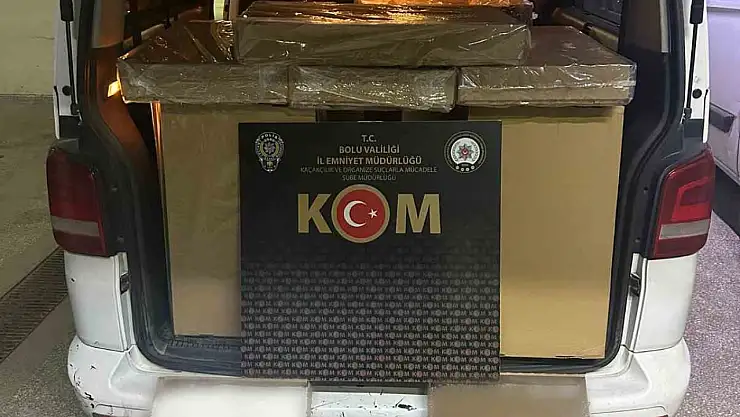 T.C.
BOLU VALİLİĞİ
İL EMNİYET MÜDÜRLÜĞÜ
KAÇAKÇILIK VE ORGANİZE SUÇLARLA MÜCADELE
ŞUBE MÜDÜRLÜĞÜ
KOM